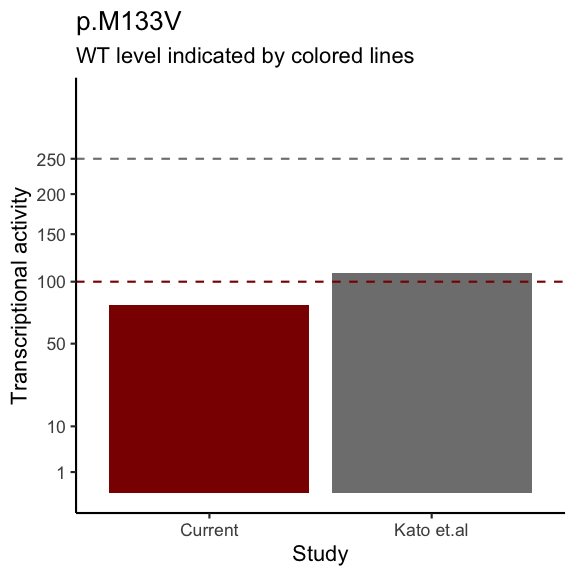 p.M133V
WT level indicated by colored lines
Transcriptional activity
250
200
150
100
50
10
1
Current
Kato et.al
Study